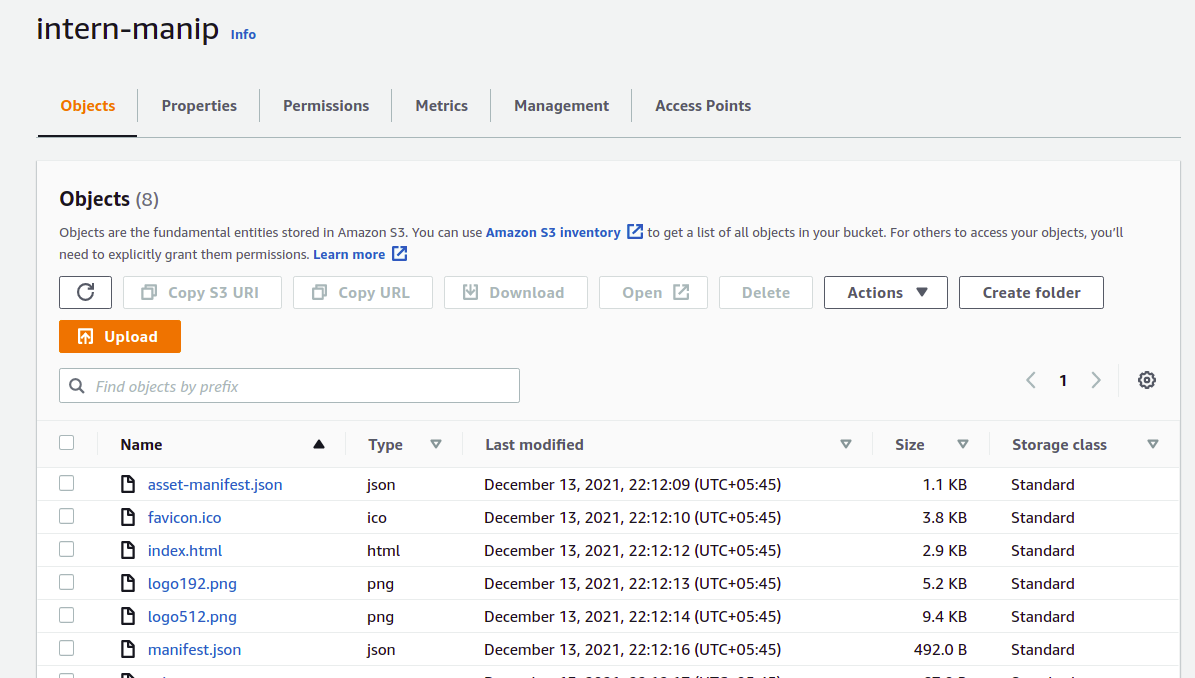 intern-manip Info
Objects Properties Permissions Metrics Management Access Points
Objects (8)
Objects are the fundamental entities stored in Amazon S3. You can use Amazon S3 inventory to get a list of all objects in your bucket. For others to access your objects, you'll
need to explicitly grant them permissions. Learn more
Copy S3 URI Copy URL Download Open Delete Actions Create folder
Upload
Find objects by prefix 1
Name Type Last modified Size Storage class
asset-manifest.json json December 13, 2021, 22:12:09 (UTC+05:45) 1.1 KB Standard
favicon.ico ico December 13, 2021, 22:12:10 (UTC+05:45) 3.8 KB Standard
index.html html December 13, 2021, 22:12:12 (UTC+05:45) 2.9 KB Standard
logo192.png png December 13, 2021, 22:12:13 (UTC+05:45) 5.2 KB Standard
logo512.png png December 13, 2021, 22:12:14 (UTC+05:45) 9.4 KB Standard
manifest.json json December 13, 2021, 22:12:16 (UTC+05:45) 492.0 B Standard